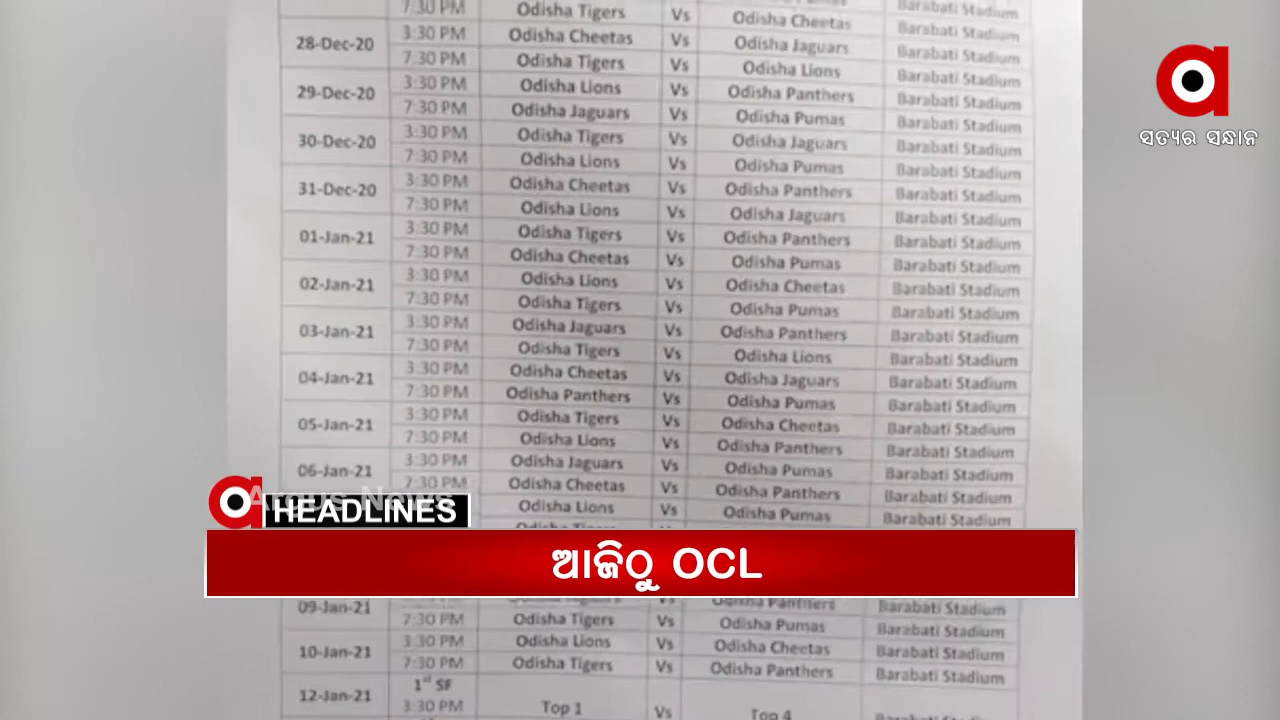 7:30 PM Odisha Tigers Vs Odisha Cheetas Barabati Stadium
28-Dec-20 3:30 PM Odisha Cheetas Vs Odisha Jaguars Barabati Stadium
7:30 PM Odisha Tigers Vs Odisha Lions Barabati Stadium
29-Dec-20 3:30 PM Odisha Lions Vs Odisha Panthers Barabati Stadium
7:30 PM Odisha Jaguars Vs Odisha Pumas Barabati Stadium
30-Dec-20 3:30 PM Odisha Tigers Vs Odisha Jaguars Barabati Stadium
7:30 PM Odisha Lions Vs Odisha Pumas Barabati Stadium
31-Dec-20 3:30 PM Odisha Cheetas Vs Odisha Panthers Barabati Stadium
7:30 PM Odisha Lions Vs Odisha Jaguars Barabati Stadium
01-Jan-21 3:30 PM Odisha Tigers Vs Odisha Panthers Barabati Stadium
7:30 PM Odisha Cheetas Vs Odisha Pumas Barabati Stadium
02-Jan-21 3:30 PM Odisha Lions Vs Odisha Cheetas Barabati Stadium
7:30 PM Odisha Tigers Vs Odisha Pumas Barabati Stadium
03-Jan-21 3:30 PM Odisha Jaguars Vs Odisha Panthers Barabati Stadium
7:30 PM Odisha Tigers Vs Odisha Lions Barabati Stadium
04-Jan-21 3:30 PM Odisha Cheetas Vs Odisha Jaguars Barabati Stadium
7:30 PM Odisha Panthers Vs Odisha Pumas Barabati Stadium
05-Jan-21 3:30 PM Odisha Tigers Vs Odisha Cheetas Barabati Stadium
7:30 PM Odisha Lions Vs Odisha Panthers Barabati Stadium
06-Jan-21 3:30 PM Odisha Jaguars Vs Odisha Pumas Barabati Stadium
7:30 PM Odisha Cheetas Vs Odisha Panthers Barabati Stadium
Odisha Lions Vs Odisha Pumas Barabati Stadium
ସତ୍ୟର ସନ୍ଧାନ
Argus News
HEADLINES
ଆଜିଠୁ OCL
09-Jan-21 Vs Odisha Panthers Barabati Stadium
7:30 PM Odisha Tigers Vs Odisha Pumas Barabati Stadium
10-Jan-21 3:30 PM Odisha Lions Vs Odisha Cheetas Barabati Stadium
7:30 PM Odisha Tigers Vs Odisha Panthers Barabati Stadium
12-Jan-21 1st SF
3:30 PM Top 1 Vs Top 4 Barabati Stadium